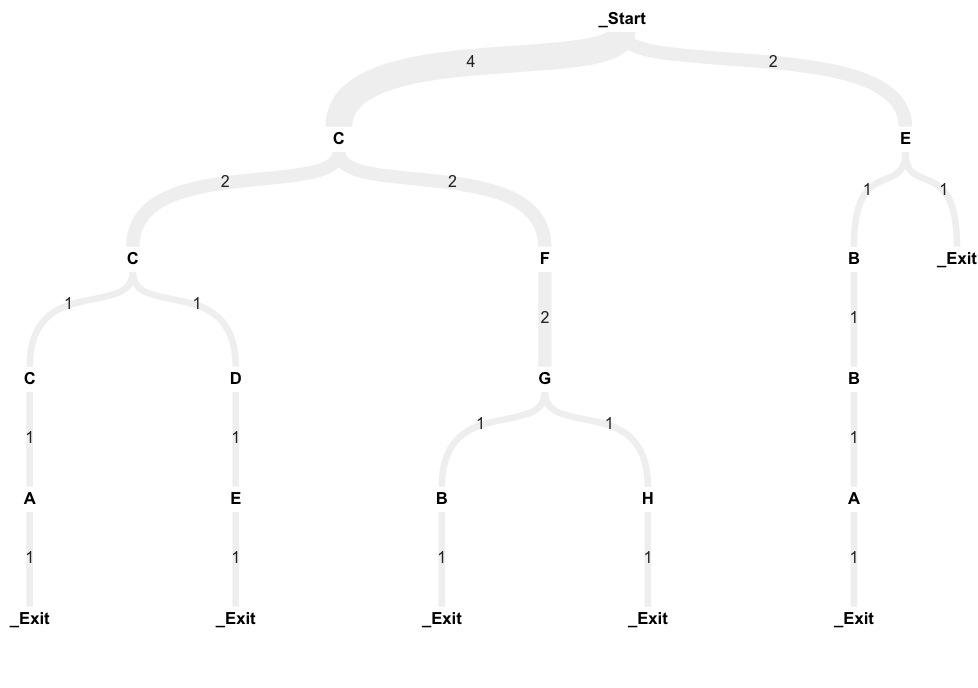 _Start
4 2
C E
2 2 1 1
C F B _Exit
1 1 2 1
C D G B
1 1 1 1 1
A E B H A
1 1 1 1 1
_Exit _Exit _Exit _Exit _Exit